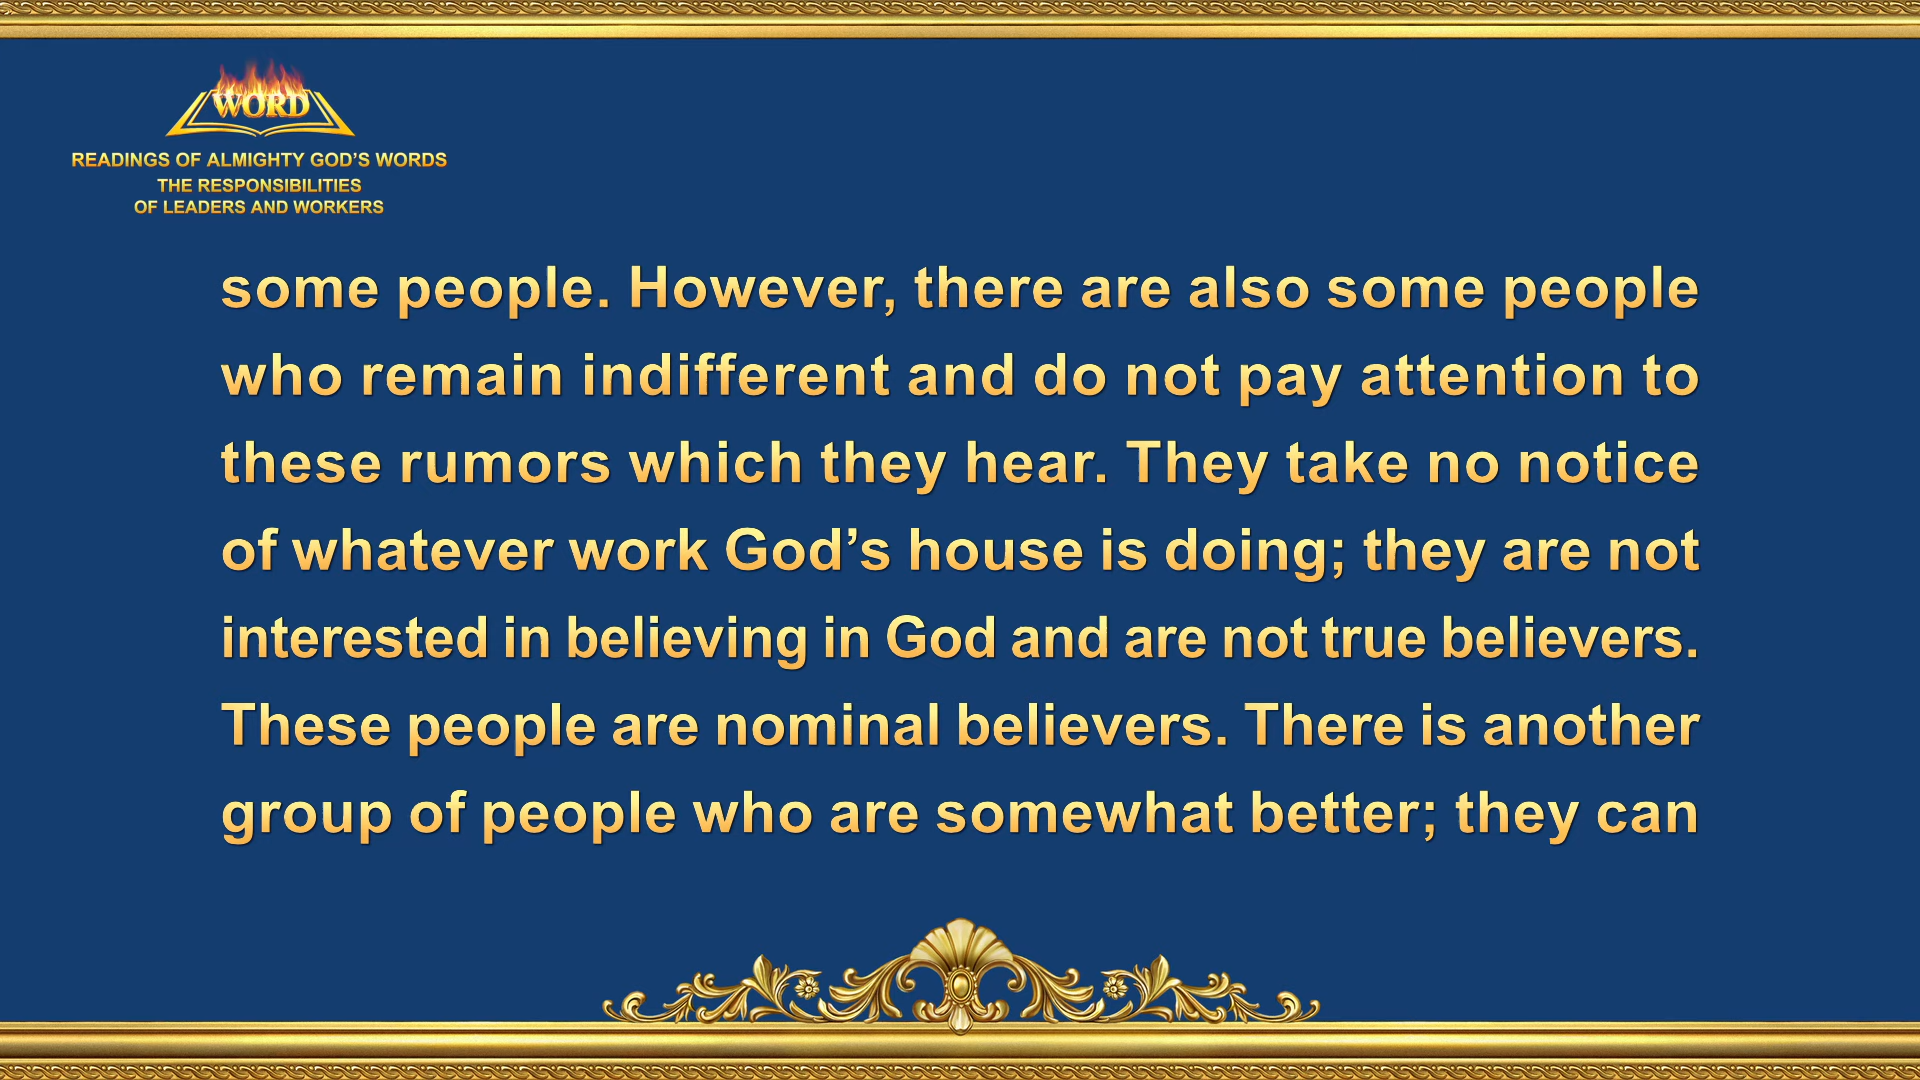 WORD
READINGS OF ALMIGHTY GOD’S WORDS
THE RESPONSIBILITIES
OF LEADERS AND WORKERS
some people. However, there are also some people
who remain indifferent and do not pay attention to
these rumors which they hear. They take no notice
of whatever work God’s house is doing; they are not
interested in believing in God and are not true believers.
These people are nominal believers. There is another
group of people who are somewhat better; they can